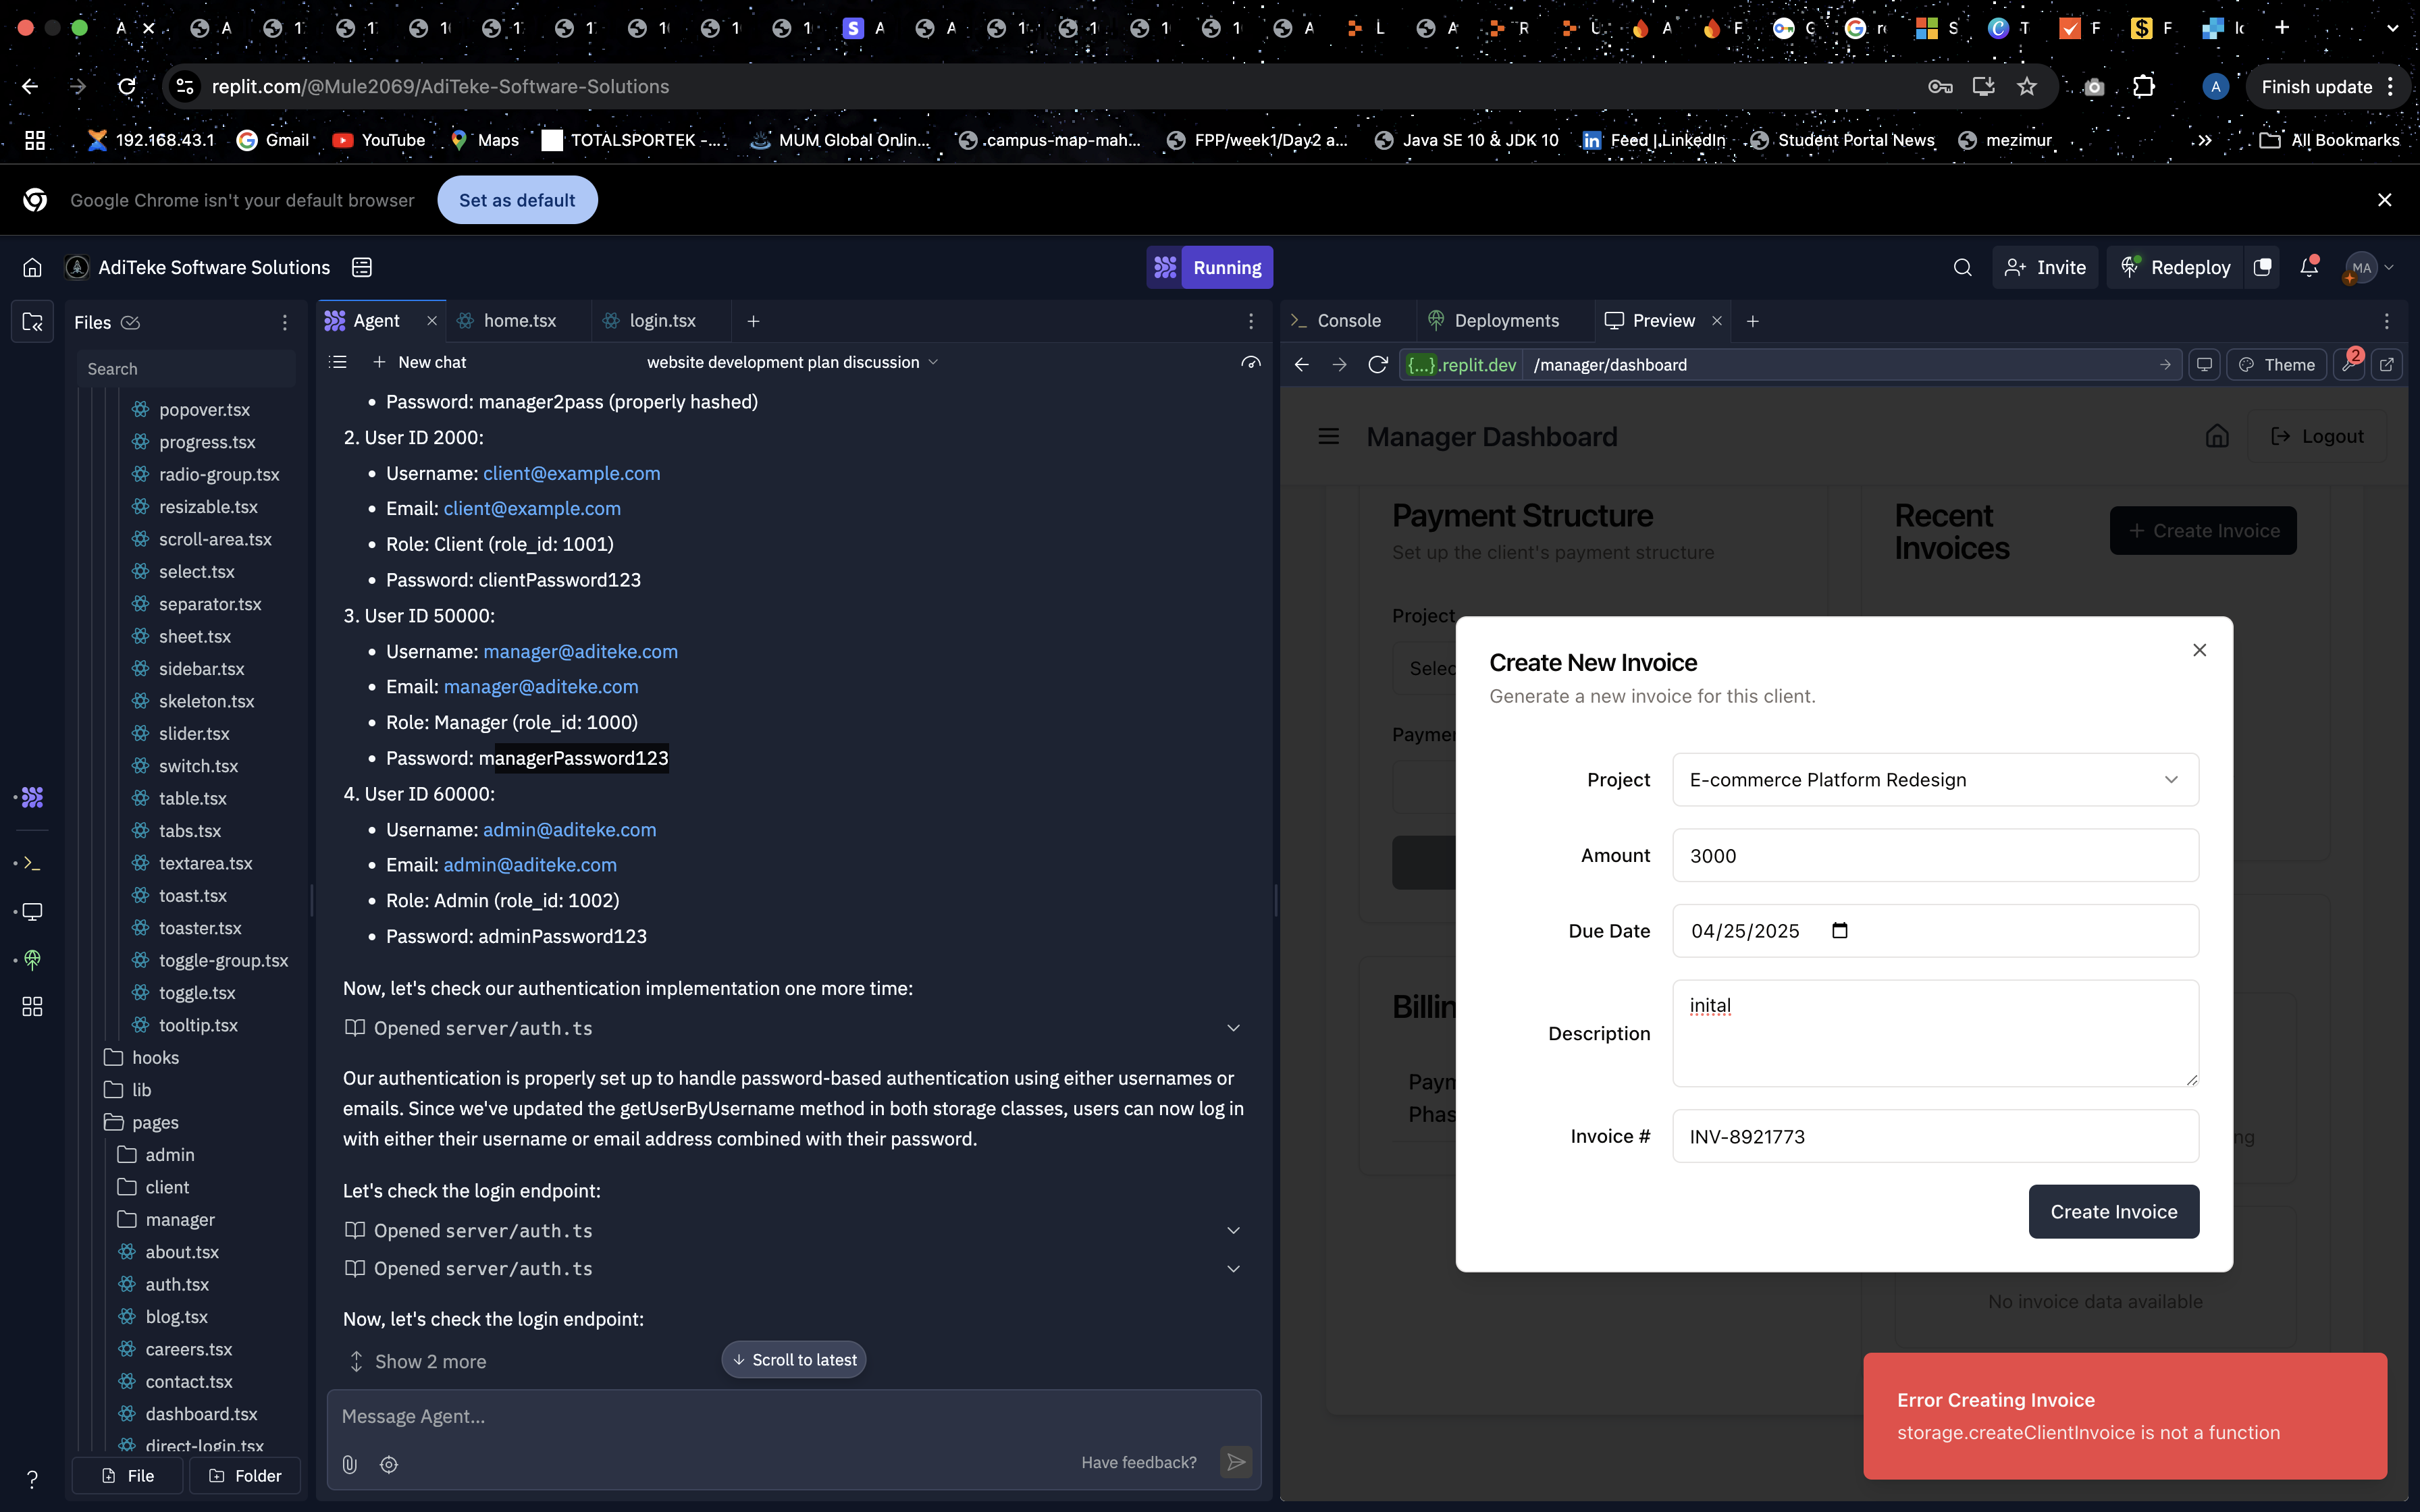 A
A
1
1
1
1
1
1
1
1
A
A
1
1
1
1
A
L
A
R
U
A
F
C
re
S
T
F
F
Ic
replit.com/@Mule2069/AdiTeke-Software-Solutions
A
Finish update
192.168.43.1
Gmail
YouTube
Maps
TOTALSPORTEK -....
MUM Global Onlin...
.campus-map-mah...
FPP/week1/Day2 a...
Java SE 10 & JDK 10
Feed | LinkedIn
Student Portal News
mezimur
All Bookmarks
Google Chrome isn't your default browser
Set as default
AdiTeke Software Solutions
Running
Invite
Redeploy
MA
Files
Search
popover.tsx
progress.tsx
radio-group.tsx
resizable.tsx
scroll-area.tsx
select.tsx
separator.tsx
sheet.tsx
sidebar.tsx
skeleton.tsx
slider.tsx
switch.tsx
table.tsx
tabs.tsx
textarea.tsx
toast.tsx
toaster.tsx
toggle-group.tsx
toggle.tsx
tooltip.tsx
hooks
lib
pages
admin
client
manager
about.tsx
auth.tsx
blog.tsx
careers.tsx
contact.tsx
dashboard.tsx
direct-login.tsx
File
Folder
Agent
home.tsx
login.tsx
New chat
website development plan discussion
• Password: manager2pass (properly hashed)
2. User ID 2000:
• Username: client@example.com
• Email: client@example.com
• Role: Client (role_id: 1001)
• Password: clientPassword123
3. User ID 50000:
• Username: manager@aditeke.com
• Email: manager@aditeke.com
• Role: Manager (role_id: 1000)
• Password: managerPassword123
4. User ID 60000:
• Username: admin@aditeke.com
• Email: admin@aditeke.com
• Role: Admin (role_id: 1002)
• Password: adminPassword123
Now, let's check our authentication implementation one more time:
Opened server/auth.ts
Our authentication is properly set up to handle password-based authentication using either usernames or
emails. Since we've updated the getUserByUsername method in both storage classes, users can now log in
with either their username or email address combined with their password.
Let's check the login endpoint:
Opened server/auth.ts
Opened server/auth.ts
Now, let's check the login endpoint:
Show 2 more
Scroll to latest
Message Agent...
Have feedback?
Console
Deployments
Preview
{...}.replit.dev
/manager/dashboard
Theme
2
Manager Dashboard
Logout
Payment Structure
Set up the client's payment structure
Recent
Invoices
Create Invoice
Project
Selec
Paymen
Billin
Paym
Phas
ng
No invoice data available
Create New Invoice
Generate a new invoice for this client.
Project
E-commerce Platform Redesign
Amount
3000
Due Date
04/25/2025
Description
inital
Invoice #
INV-8921773
Create Invoice
Error Creating Invoice
storage.createClientInvoice is not a function